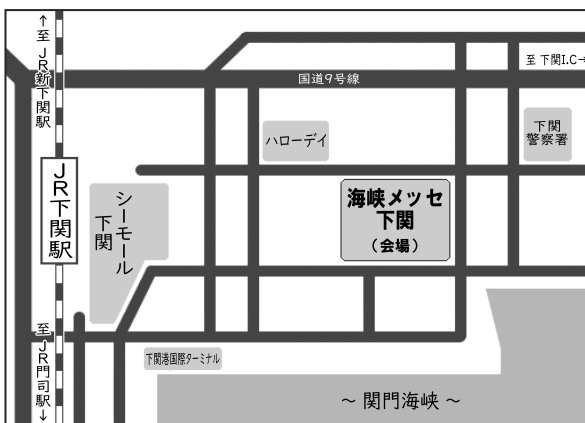 ↑至 JR新下関駅
国道9号線
至 下関I.C→
ハローデイ
下関
警察署
JR下関駅
シーモール
下関
海峡メッセ
下関
(会場)
至 JR門司駅↓
下関港国際ターミナル
〜 関門海峡 〜